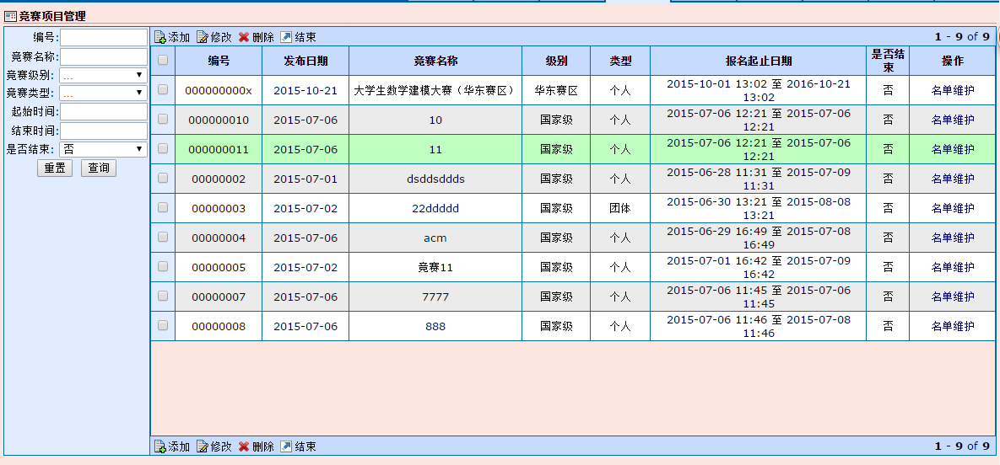 竞赛项目管理
编号:
竞赛名称:
竞赛级别: ...
竞赛类型: ...
起始时间:
结束时间:
是否结束: 否
重置 查询
添加 修改 删除 结束 1 - 9 of 9
编号 发布日期 竞赛名称 级别 类型 报名起止日期 是否结束 操作
000000000x 2015-10-21 大学生数学建模大赛（华东赛区） 华东赛区 个人 2015-10-01 13:02 至 2016-10-21 13:02 否 名单维护
000000010 2015-07-06 10 国家级 个人 2015-07-06 12:21 至 2015-07-06 12:21 否 名单维护
000000011 2015-07-06 11 国家级 个人 2015-07-06 12:21 至 2015-07-06 12:21 否 名单维护
00000002 2015-07-01 dsddsddds 国家级 个人 2015-06-28 11:31 至 2015-07-09 11:31 否 名单维护
00000003 2015-07-02 22ddddd 国家级 团体 2015-06-30 13:21 至 2015-08-08 13:21 否 名单维护
00000004 2015-07-06 acm 国家级 个人 2015-06-29 16:49 至 2015-07-08 16:49 否 名单维护
00000005 2015-07-02 竞赛11 国家级 个人 2015-07-01 16:42 至 2015-07-09 16:42 否 名单维护
00000007 2015-07-06 7777 国家级 个人 2015-07-06 11:45 至 2015-07-06 11:45 否 名单维护
00000008 2015-07-06 888 国家级 个人 2015-07-06 11:46 至 2015-07-08 11:46 否 名单维护
添加 修改 删除 结束 1 - 9 of 9